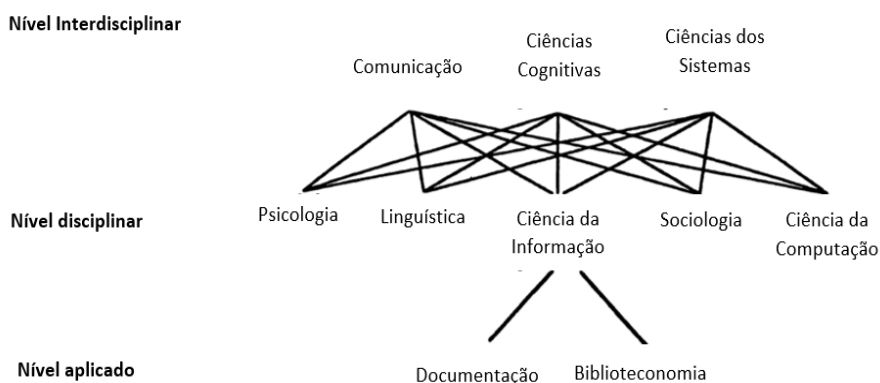 Nível Interdisciplinar
Comunicação
Ciências
Cognitivas
Ciências dos
Sistemas
Nível disciplinar
Psicologia
Linguística
Ciência da
Informação
Sociologia
Ciência da
Computação
Nível aplicado
Documentação
Biblioteconomia